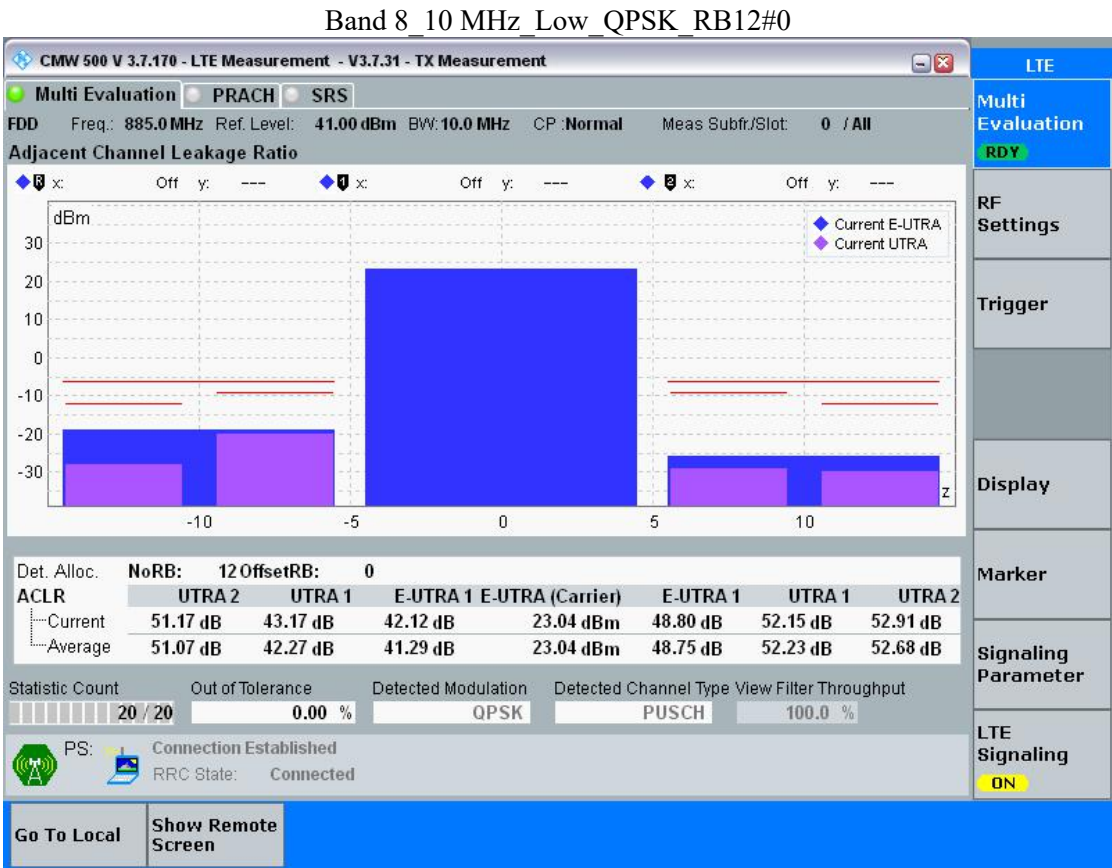 Band 8_10 MHz_Low_QPSK_RB12#0
CMW 500 V 3.7.170 - LTE Measurement - V3.7.31 - TX Measurement
LTE
Multi Evaluation PRACH SRS
Multi Evaluation
RDY
FDD Freq.: 885.0 MHz Ref. Level: 41.00 dBm BW: 10.0 MHz CP :Normal Meas Subfr./Slot: 0 / All
Adjacent Channel Leakage Ratio
R x: Off y: --- 1 x: Off y: --- 2 x: Off y: ---
dBm
Current E-UTRA
Current UTRA
30
20
10
0
-10
-20
-30
z
-10 -5 0 5 10
RF Settings
Trigger
Display
Marker
Signaling Parameter
LTE Signaling
ON
Det. Alloc. NoRB: 12 OffsetRB: 0
ACLR UTRA 2 UTRA 1 E-UTRA 1 E-UTRA (Carrier) E-UTRA 1 UTRA 1 UTRA 2
Current 51.17 dB 43.17 dB 42.12 dB 23.04 dBm 48.80 dB 52.15 dB 52.91 dB
Average 51.07 dB 42.27 dB 41.29 dB 23.04 dBm 48.75 dB 52.23 dB 52.68 dB
Statistic Count Out of Tolerance Detected Modulation Detected Channel Type View Filter Throughput
20 / 20 0.00 % QPSK PUSCH 100.0 %
PS: Connection Established
RRC State: Connected
Go To Local
Show Remote Screen